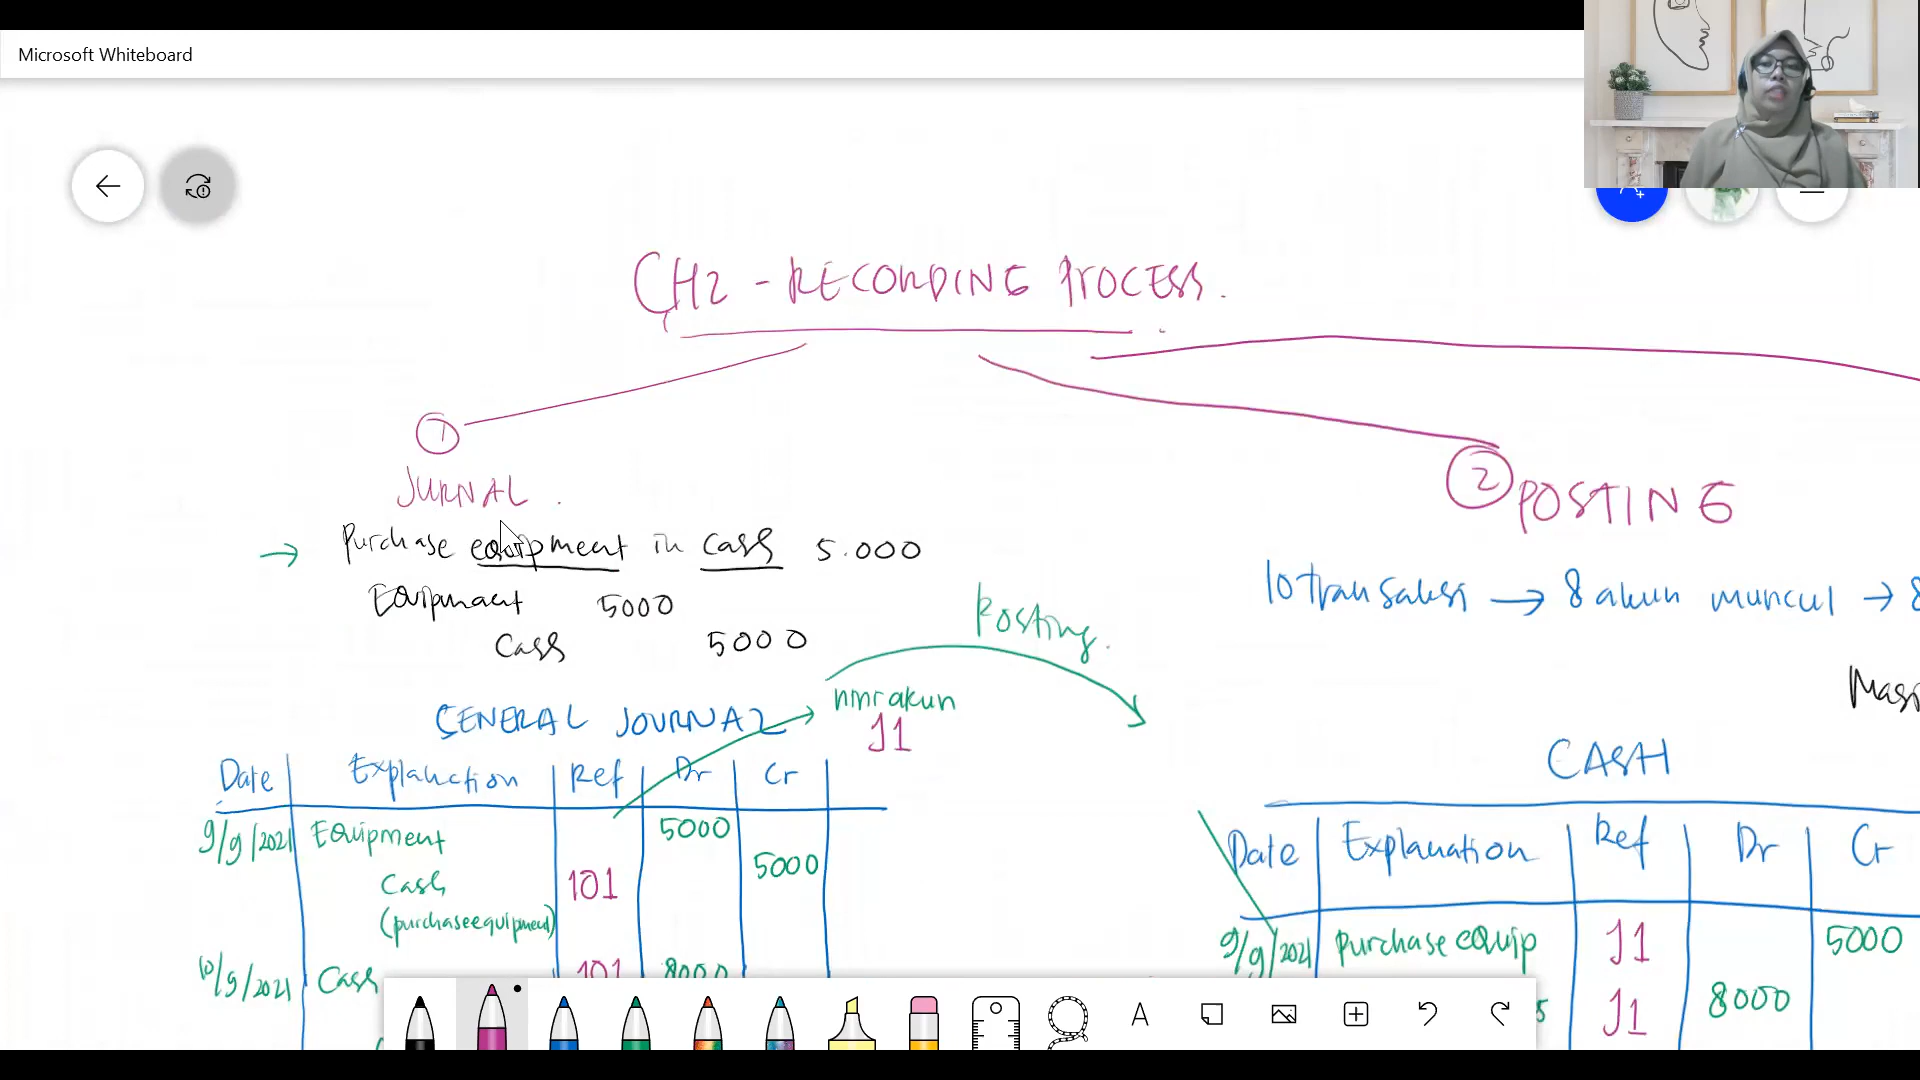 Microsoft Whiteboard
CH2 - RECORDING PROCESS.
1
JURNAL.
Purchase equipment in cash 5.000
Equipment 5000
Cash 5000
Posting.
nmr akun
J1
GENERAL JOURNAL
Date Explanation Ref Dr Cr
9/9/2021 Equipment 5000
Cash 101 5000
(purchase equipment)
10/9/2021 Cash 101 8000
2 POSTING
10 transaksi → 8 akun muncul → 8
CASH
Date Explanation Ref Dr Cr
9/9/2021 purchase equip J1 5000
J1 8000
A